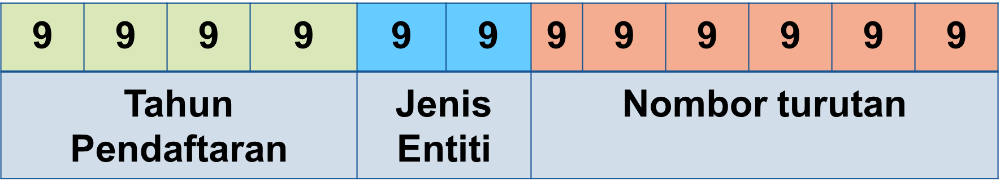 9 9 9 9 9 9 9 9 9 9 9 9
Tahun Pendaftaran
Jenis Entiti
Nombor turutan